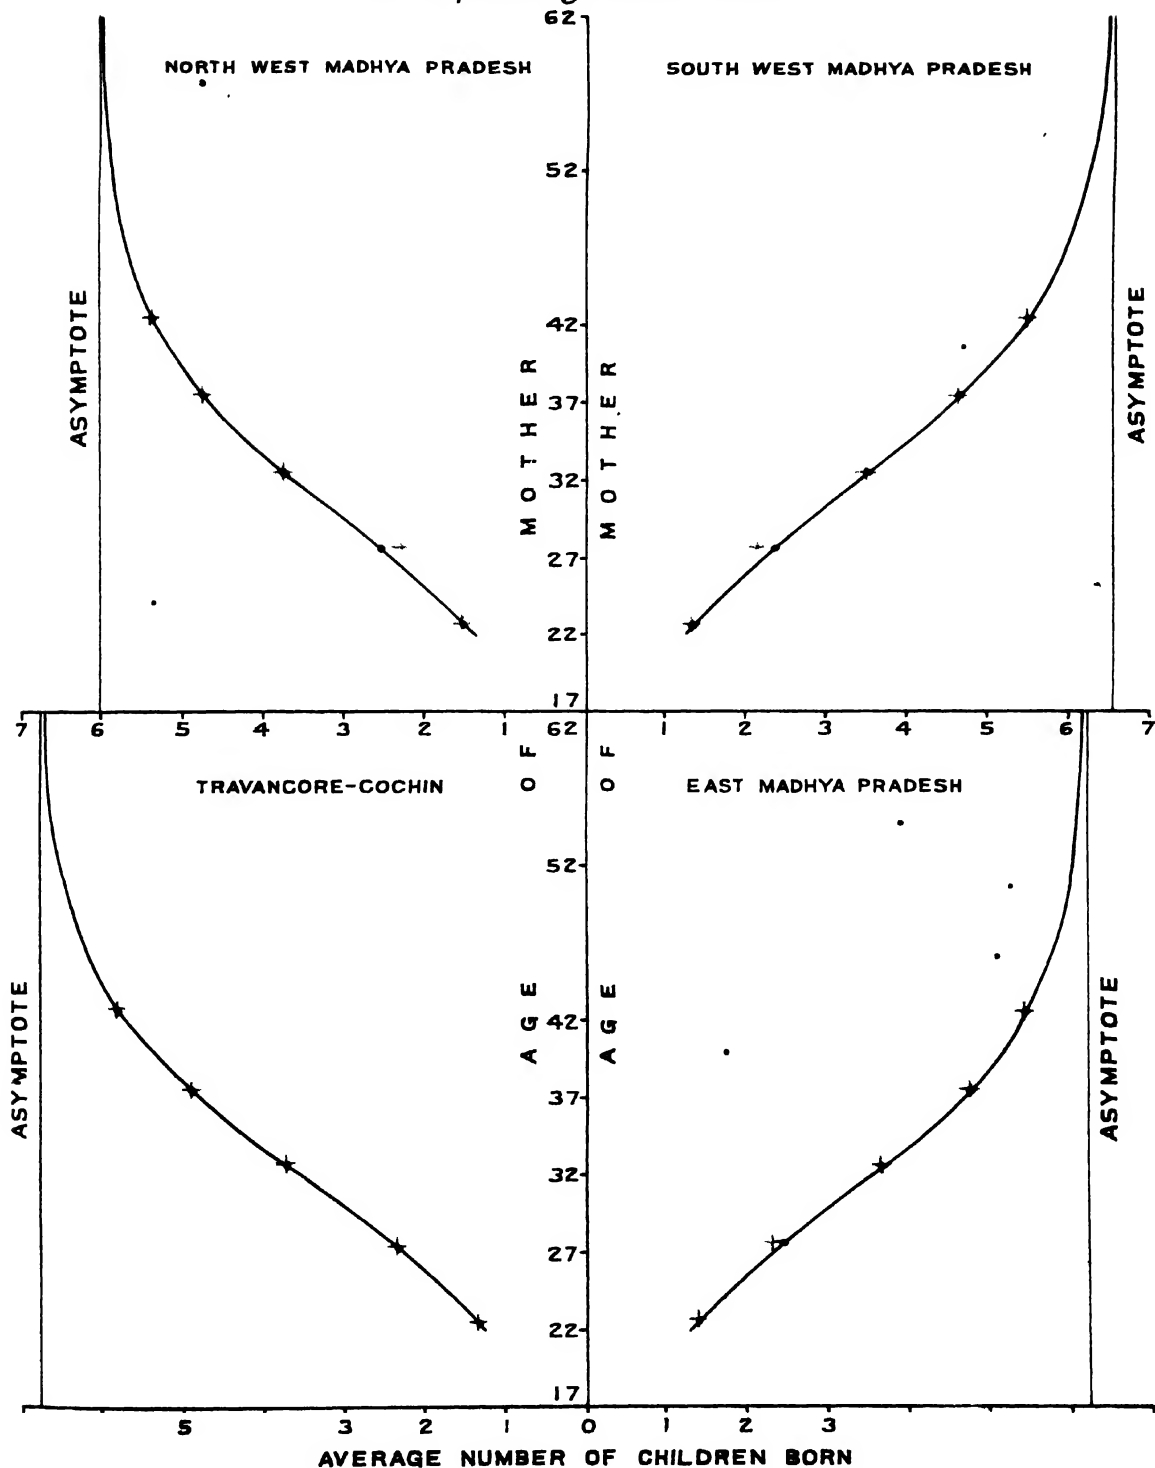 62
NORTH WEST MADHYA PRADESH
SOUTH WEST MADHYA PRADESH
52
ASYMPTOTE
ASYMPTOTE
42
37
32
27
22
17
MOTHER
MOTHER
7 6 5 4 3 2 1 62 1 2 3 4 5 6 7
TRAVANCORE-COCHIN
OF
OF
EAST MADHYA PRADESH
52
ASYMPTOTE
AGE
AGE
ASYMPTOTE
42
37
32
27
22
17
5 3 2 1 0 1 2 3
AVERAGE NUMBER OF CHILDREN BORN